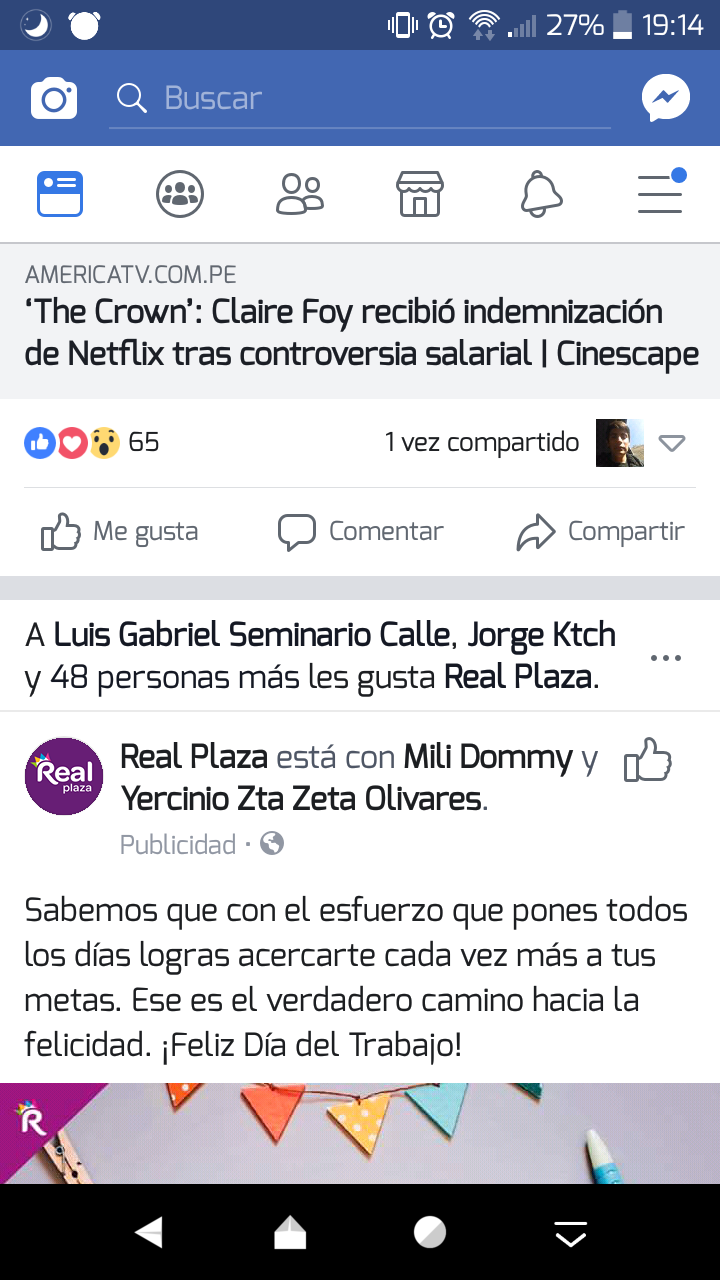 27% 19:14
Buscar
AMERICATV.COM.PE
‘The Crown’: Claire Foy recibió indemnización
de Netflix tras controversia salarial | Cinescape
65 1 vez compartido
Me gusta Comentar Compartir
A Luis Gabriel Seminario Calle, Jorge Ktch
y 48 personas más les gusta Real Plaza.
Real plaza
Real Plaza está con Mili Dommy y
Yercinio Zta Zeta Olivares.
Publicidad ·
Sabemos que con el esfuerzo que pones todos
los días logras acercarte cada vez más a tus
metas. Ese es el verdadero camino hacia la
felicidad. ¡Feliz Día del Trabajo!
R